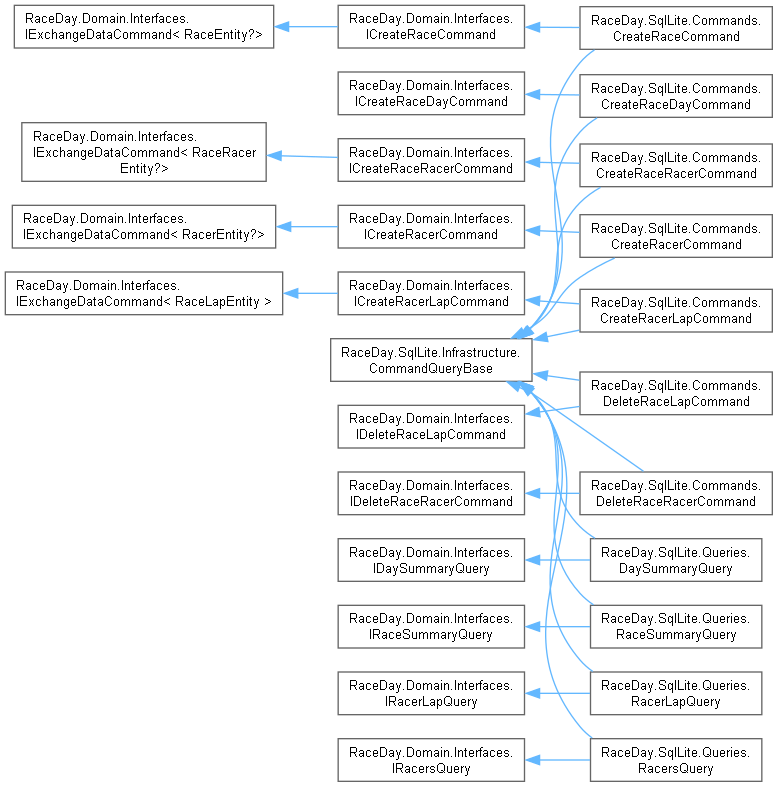 RaceDay.Domain.Interfaces.
IExchangeDataCommand< RaceEntity?>
RaceDay.Domain.Interfaces.
ICreateRaceCommand
RaceDay.SqlLite.Commands.
CreateRaceCommand
RaceDay.Domain.Interfaces.
ICreateRaceDayCommand
RaceDay.SqlLite.Commands.
CreateRaceDayCommand
RaceDay.Domain.Interfaces.
IExchangeDataCommand< RaceRacer
Entity?>
RaceDay.Domain.Interfaces.
ICreateRaceRacerCommand
RaceDay.SqlLite.Commands.
CreateRaceRacerCommand
RaceDay.Domain.Interfaces.
IExchangeDataCommand< RacerEntity?>
RaceDay.Domain.Interfaces.
ICreateRacerCommand
RaceDay.SqlLite.Commands.
CreateRacerCommand
RaceDay.Domain.Interfaces.
IExchangeDataCommand< RaceLapEntity >
RaceDay.Domain.Interfaces.
ICreateRacerLapCommand
RaceDay.SqlLite.Commands.
CreateRacerLapCommand
RaceDay.SqlLite.Infrastructure.
CommandQueryBase
RaceDay.SqlLite.Commands.
DeleteRaceLapCommand
RaceDay.Domain.Interfaces.
IDeleteRaceLapCommand
RaceDay.Domain.Interfaces.
IDeleteRaceRacerCommand
RaceDay.SqlLite.Commands.
DeleteRaceRacerCommand
RaceDay.Domain.Interfaces.
IDaySummaryQuery
RaceDay.SqlLite.Queries.
DaySummaryQuery
RaceDay.Domain.Interfaces.
IRaceSummaryQuery
RaceDay.SqlLite.Queries.
RaceSummaryQuery
RaceDay.Domain.Interfaces.
IRacerLapQuery
RaceDay.SqlLite.Queries.
RacerLapQuery
RaceDay.Domain.Interfaces.
IRacersQuery
RaceDay.SqlLite.Queries.
RacersQuery